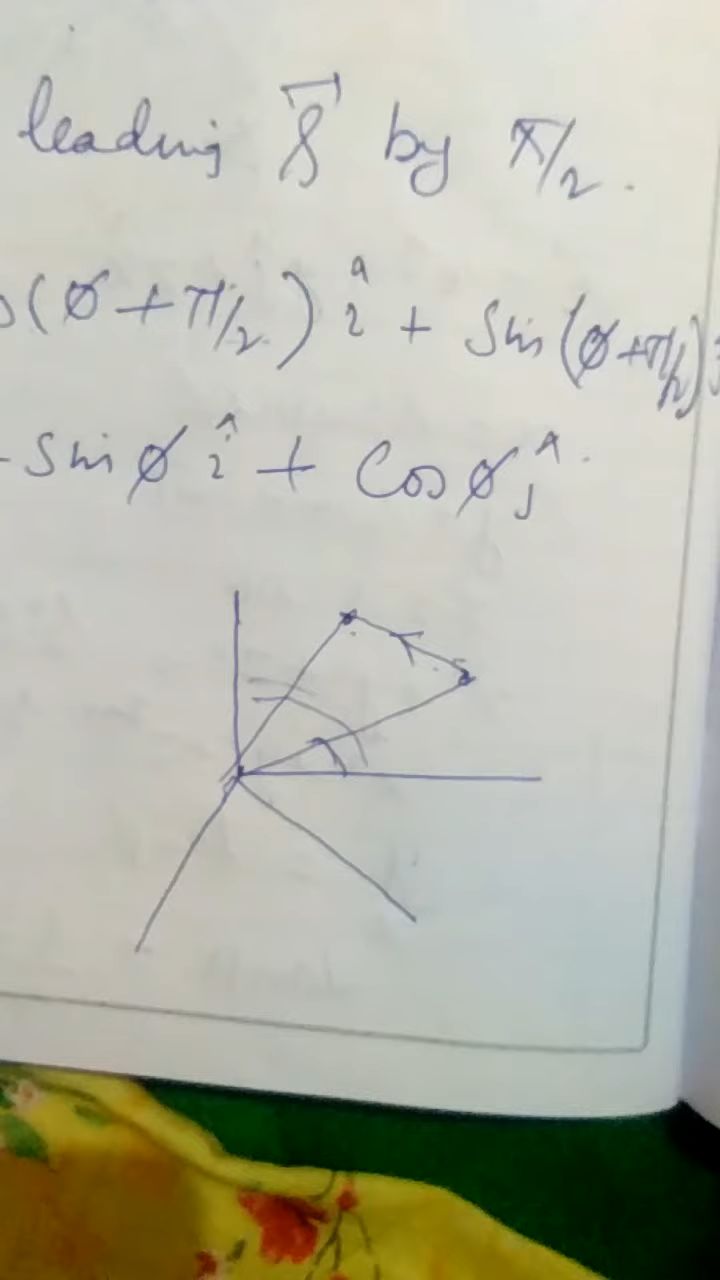 leading ρ⃗ by π/2.
(φ+π/2) î + Sin(φ+π/2)
- Sin φ î + Cos φ ĵ.